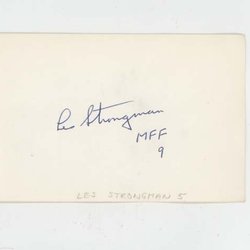 Les Strongman
MFF
9
LES STRONGMAN 5